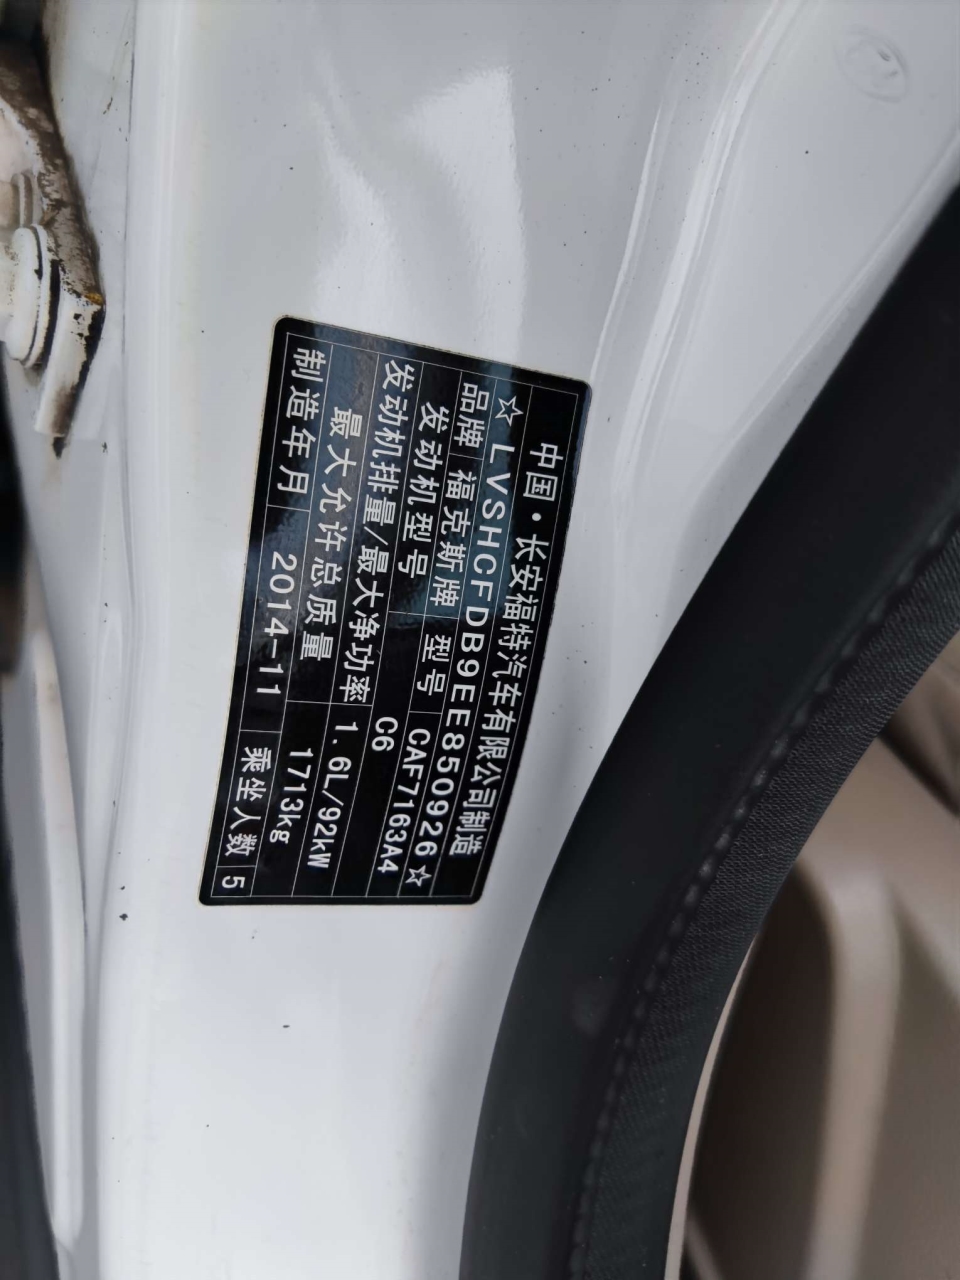 中国·长安福特汽车有限公司制造
☆LVSHCFDB9EE850926☆
品牌 福克斯牌 型号 CAF7163A4
发动机型号 C6
发动机排量/最大净功率 1.6L/92kW
最大允许总质量 1713kg
制造年月 2014-11 乘坐人数 5